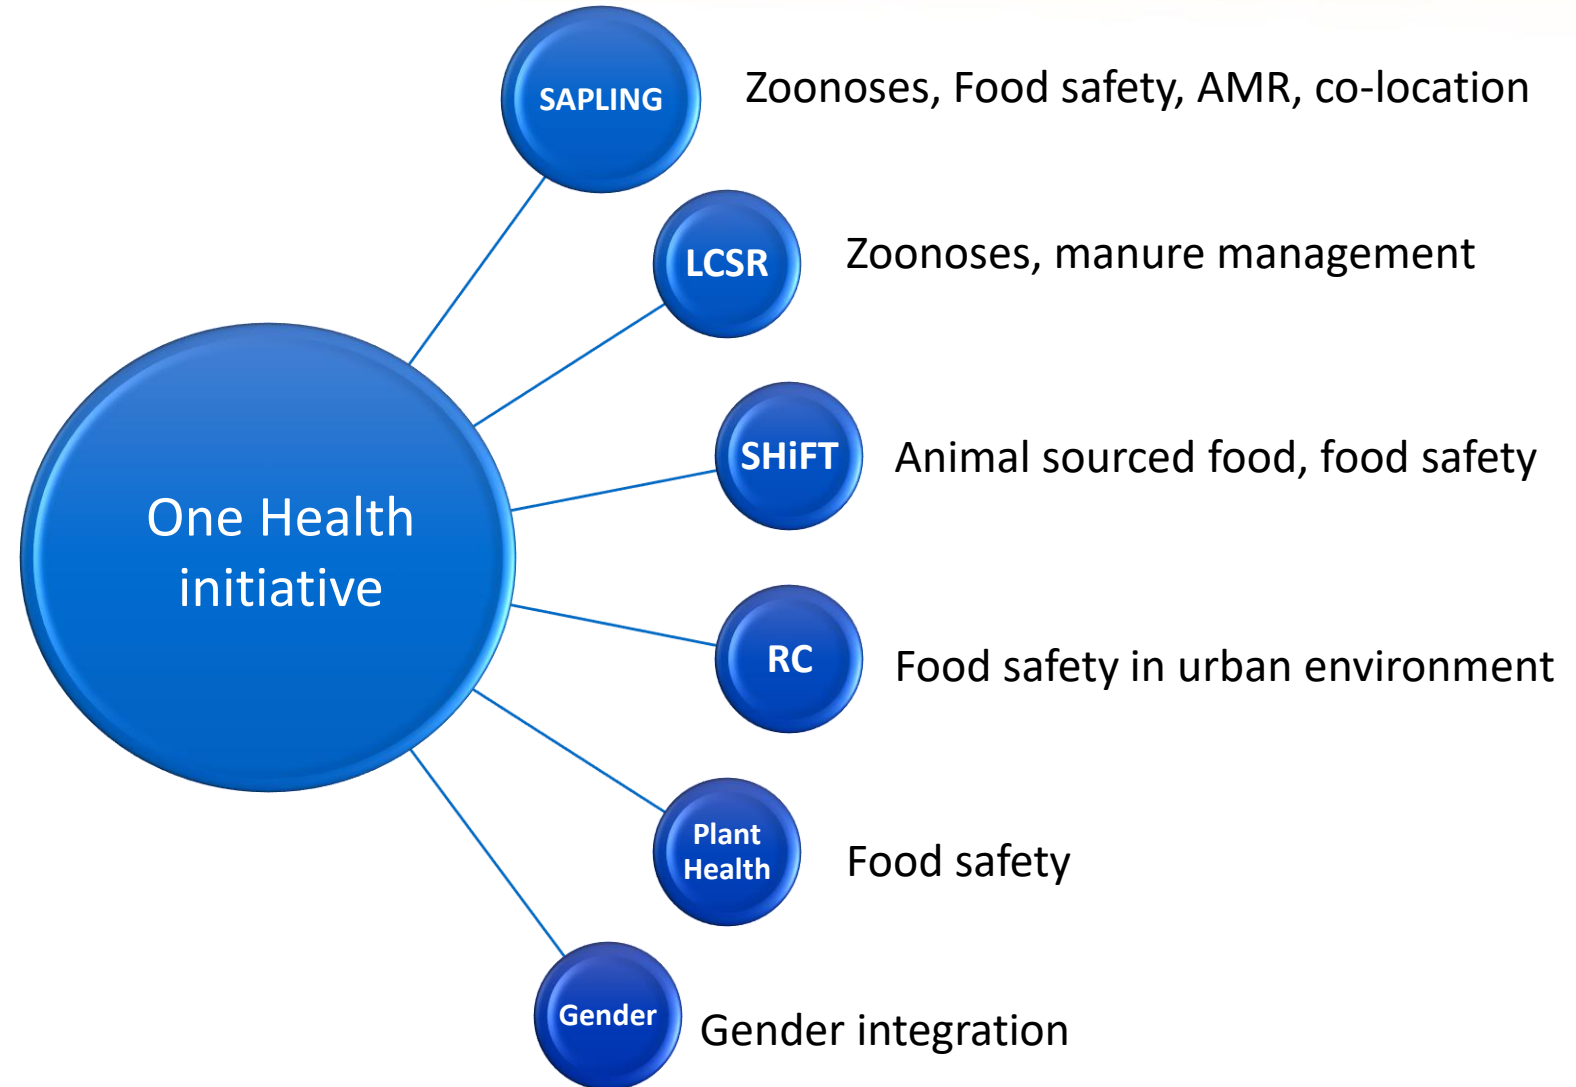 SAPLING
Zoonoses, Food safety, AMR, co-location
LCSR
Zoonoses, manure management
SHiFT
Animal sourced food, food safety
One Health
initiative
RC
Food safety in urban environment
Plant
Health
Food safety
Gender
Gender integration